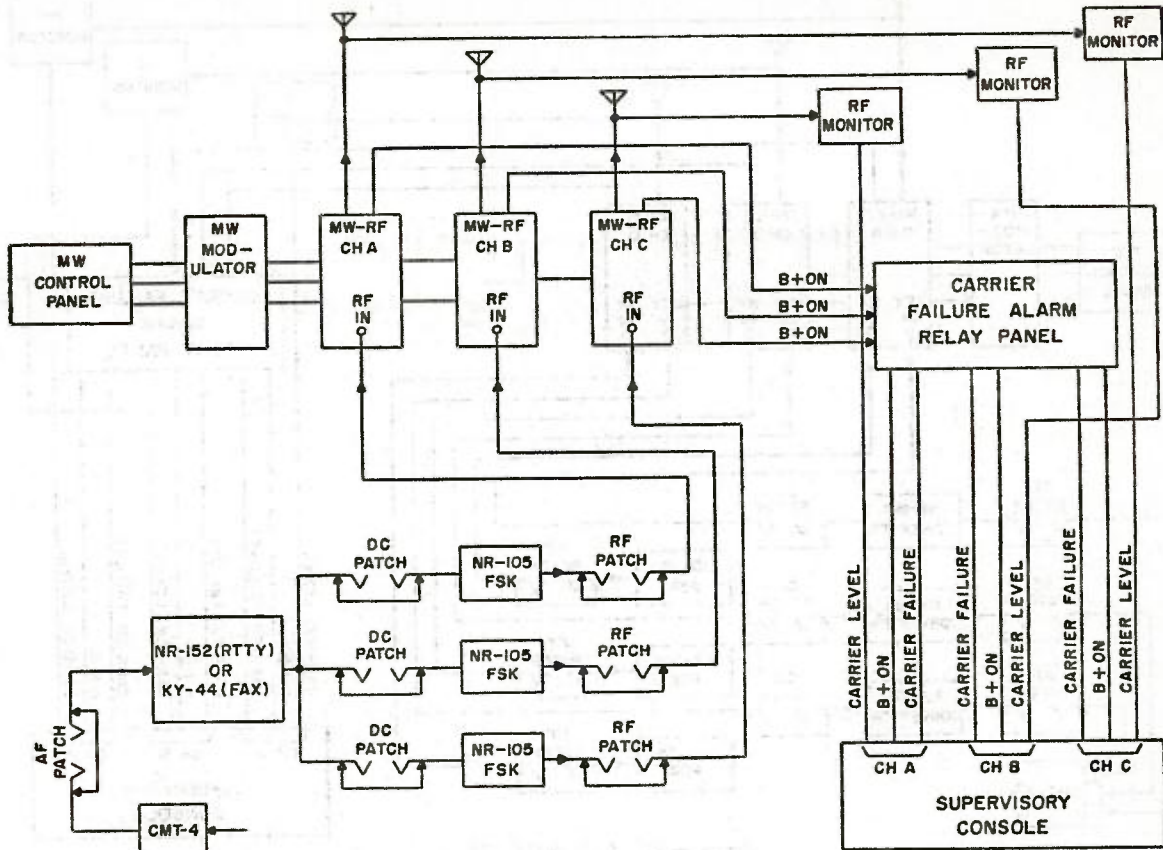 RF
MONITOR
RF
MONITOR
RF
MONITOR
MW
CONTROL
PANEL
MW
MOD-
ULATOR
MW-RF
CH A
RF
IN
MW-RF
CH B
RF
IN
MW-RF
CH C
RF
IN
B+ON
B+ON
B+ON
CARRIER
FAILURE ALARM
RELAY PANEL
DC
PATCH
NR-105
FSK
RF
PATCH
DC
PATCH
NR-105
FSK
RF
PATCH
DC
PATCH
NR-105
FSK
RF
PATCH
NR-152(RTTY)
OR
KY-44(FAX)
AF
PATCH
CMT-4
CARRIER LEVEL
B+ON
CARRIER FAILURE
CARRIER FAILURE
B+ON
CARRIER LEVEL
CARRIER FAILURE
B+ON
CARRIER LEVEL
CH A
CH B
CH C
SUPERVISORY
CONSOLE